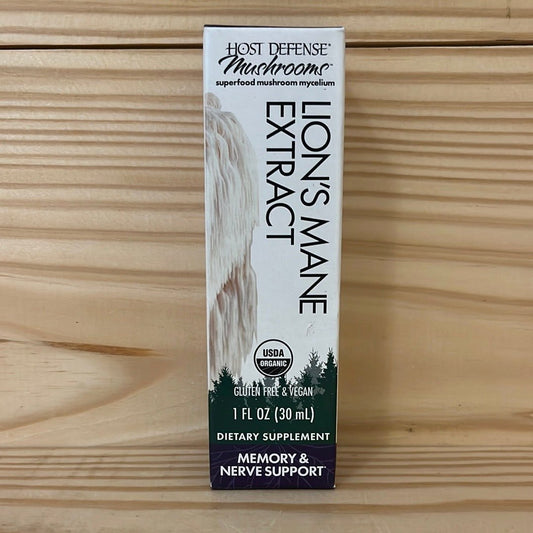 HOST DEFENSE®
Mushrooms™
superfood mushroom mycelium
LION'S MANE
EXTRACT
USDA
ORGANIC
GLUTEN FREE & VEGAN
1 FL OZ (30 mL)
DIETARY SUPPLEMENT
MEMORY &
NERVE SUPPORT*